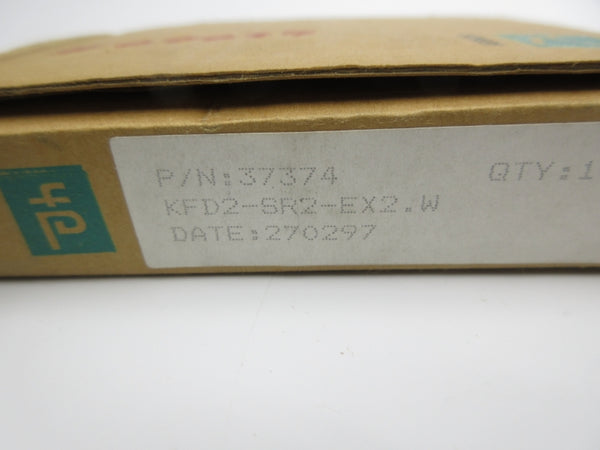 P/N:37374 QTY:1
KFD2-SR2-EX2.W
DATE:270297